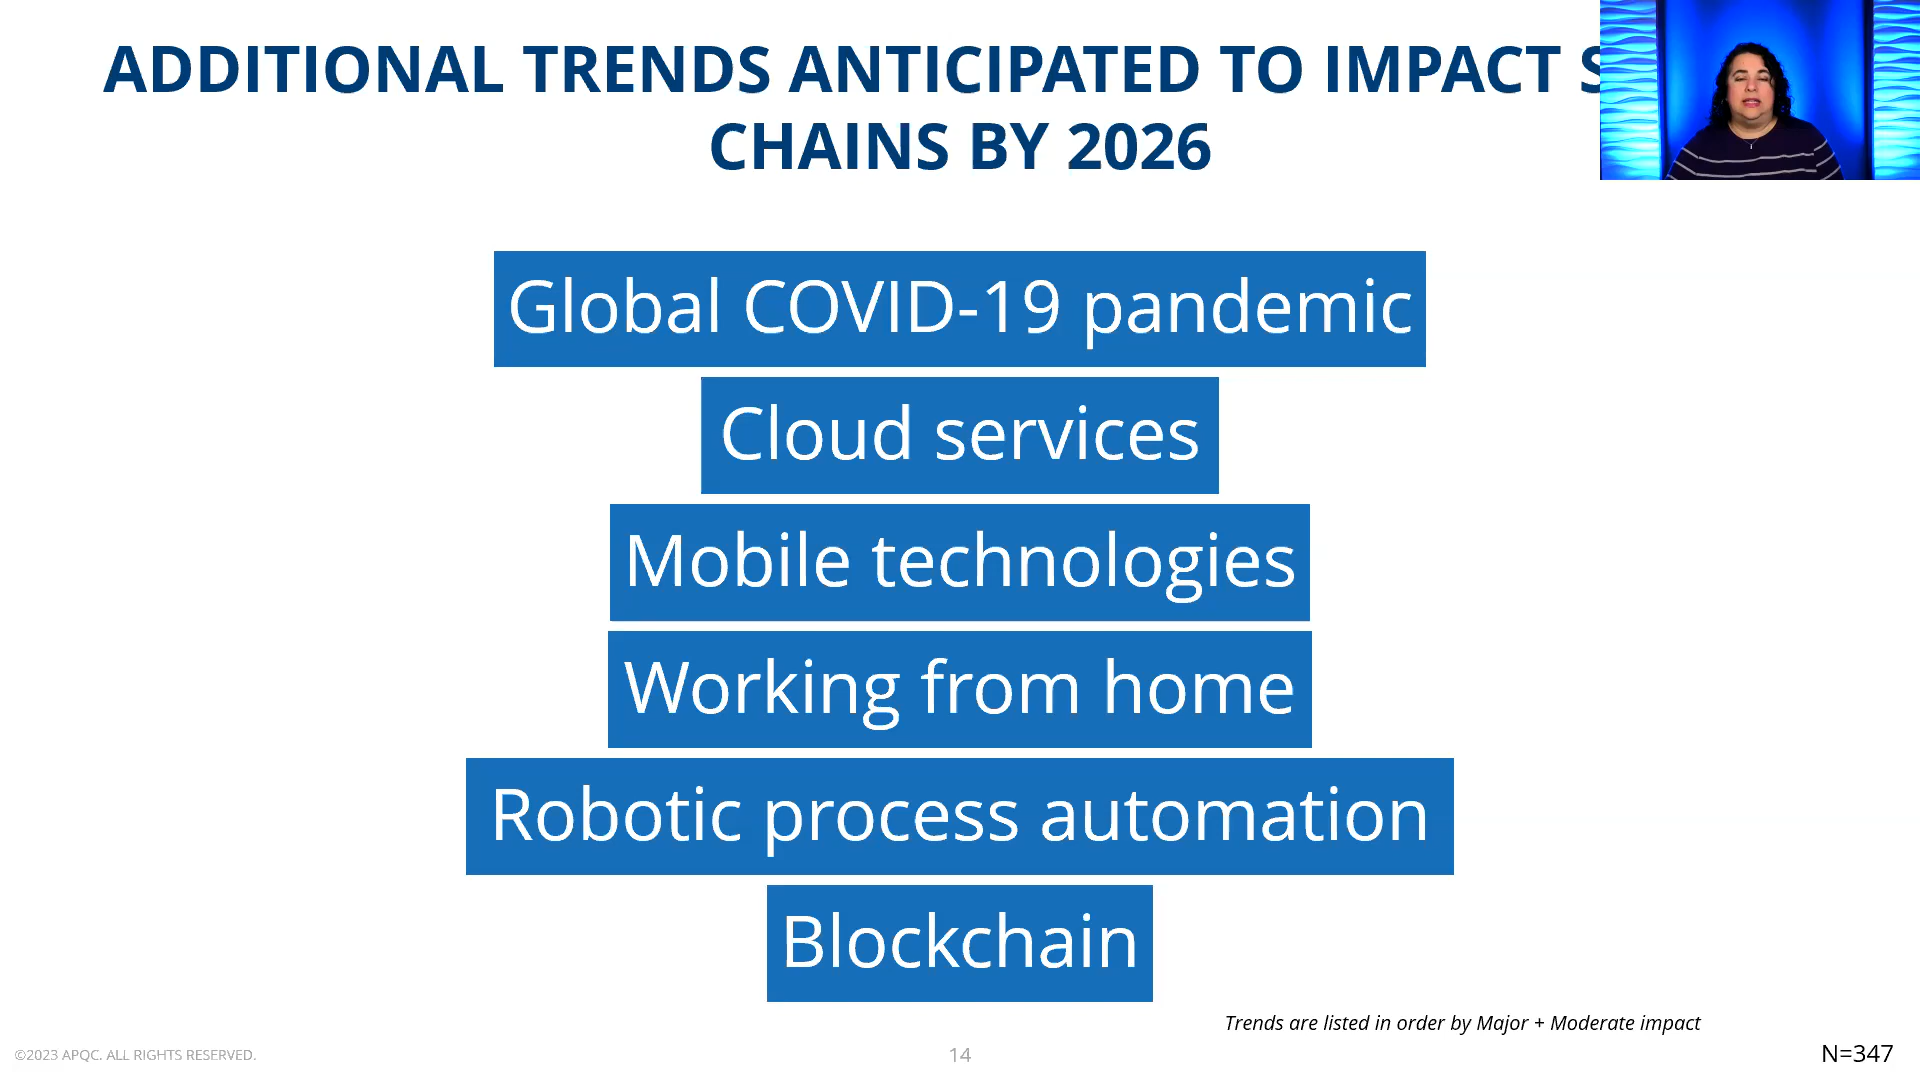 ADDITIONAL TRENDS ANTICIPATED TO IMPACT
CHAINS BY 2026
Global COVID-19 pandemic
Cloud services
Mobile technologies
Working from home
Robotic process automation
Blockchain
Trends are listed in order by Major + Moderate impact
©2023 APQC. ALL RIGHTS RESERVED.
14
N=347